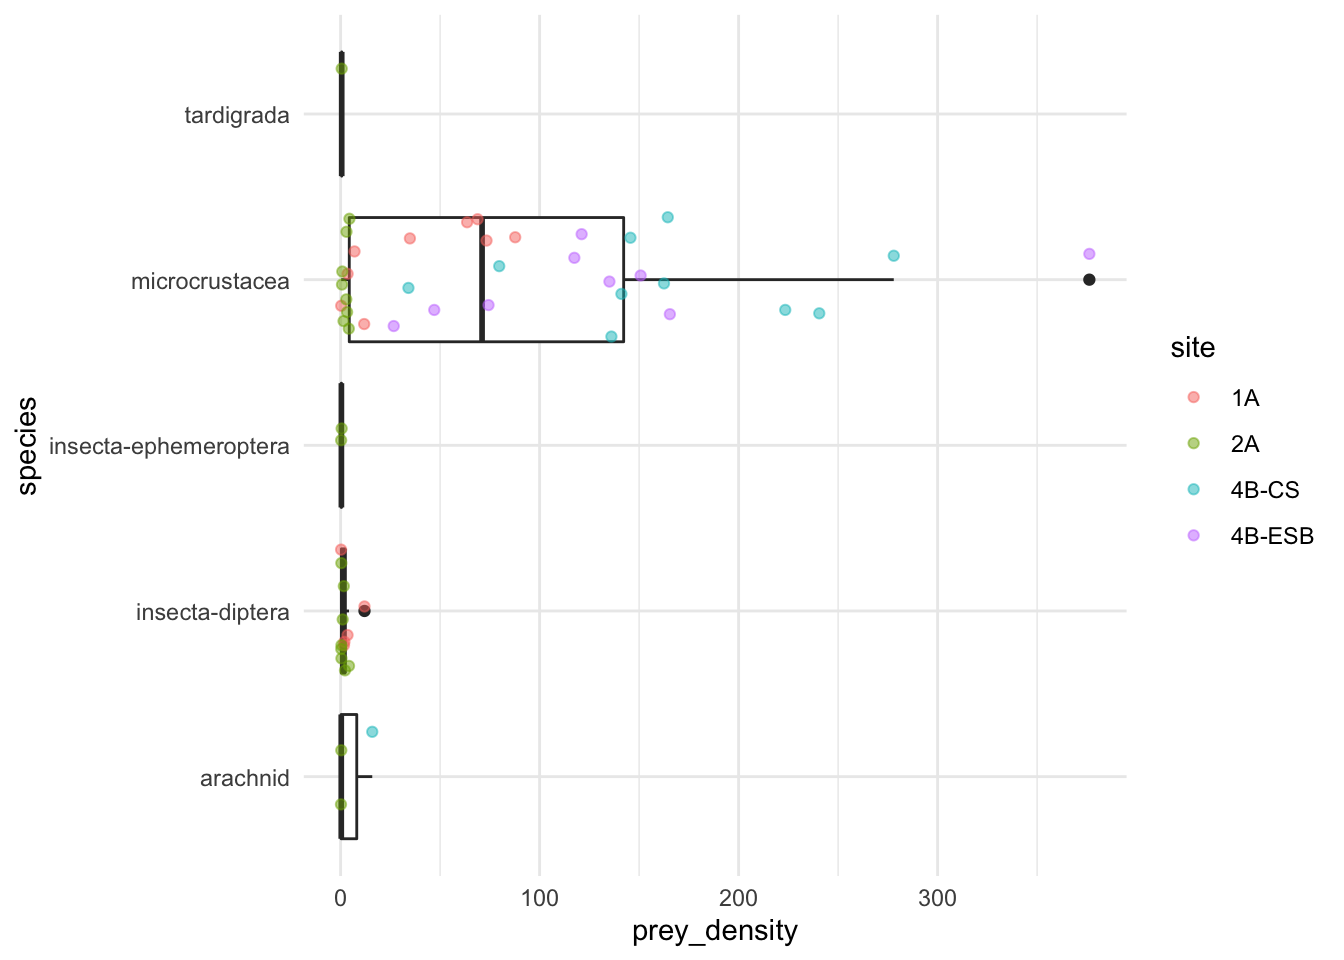 species
tardigrada
microcrustacea
insecta-ephemeroptera
insecta-diptera
arachnid
0 100 200 300
prey_density
site
1A
2A
4B-CS
4B-ESB